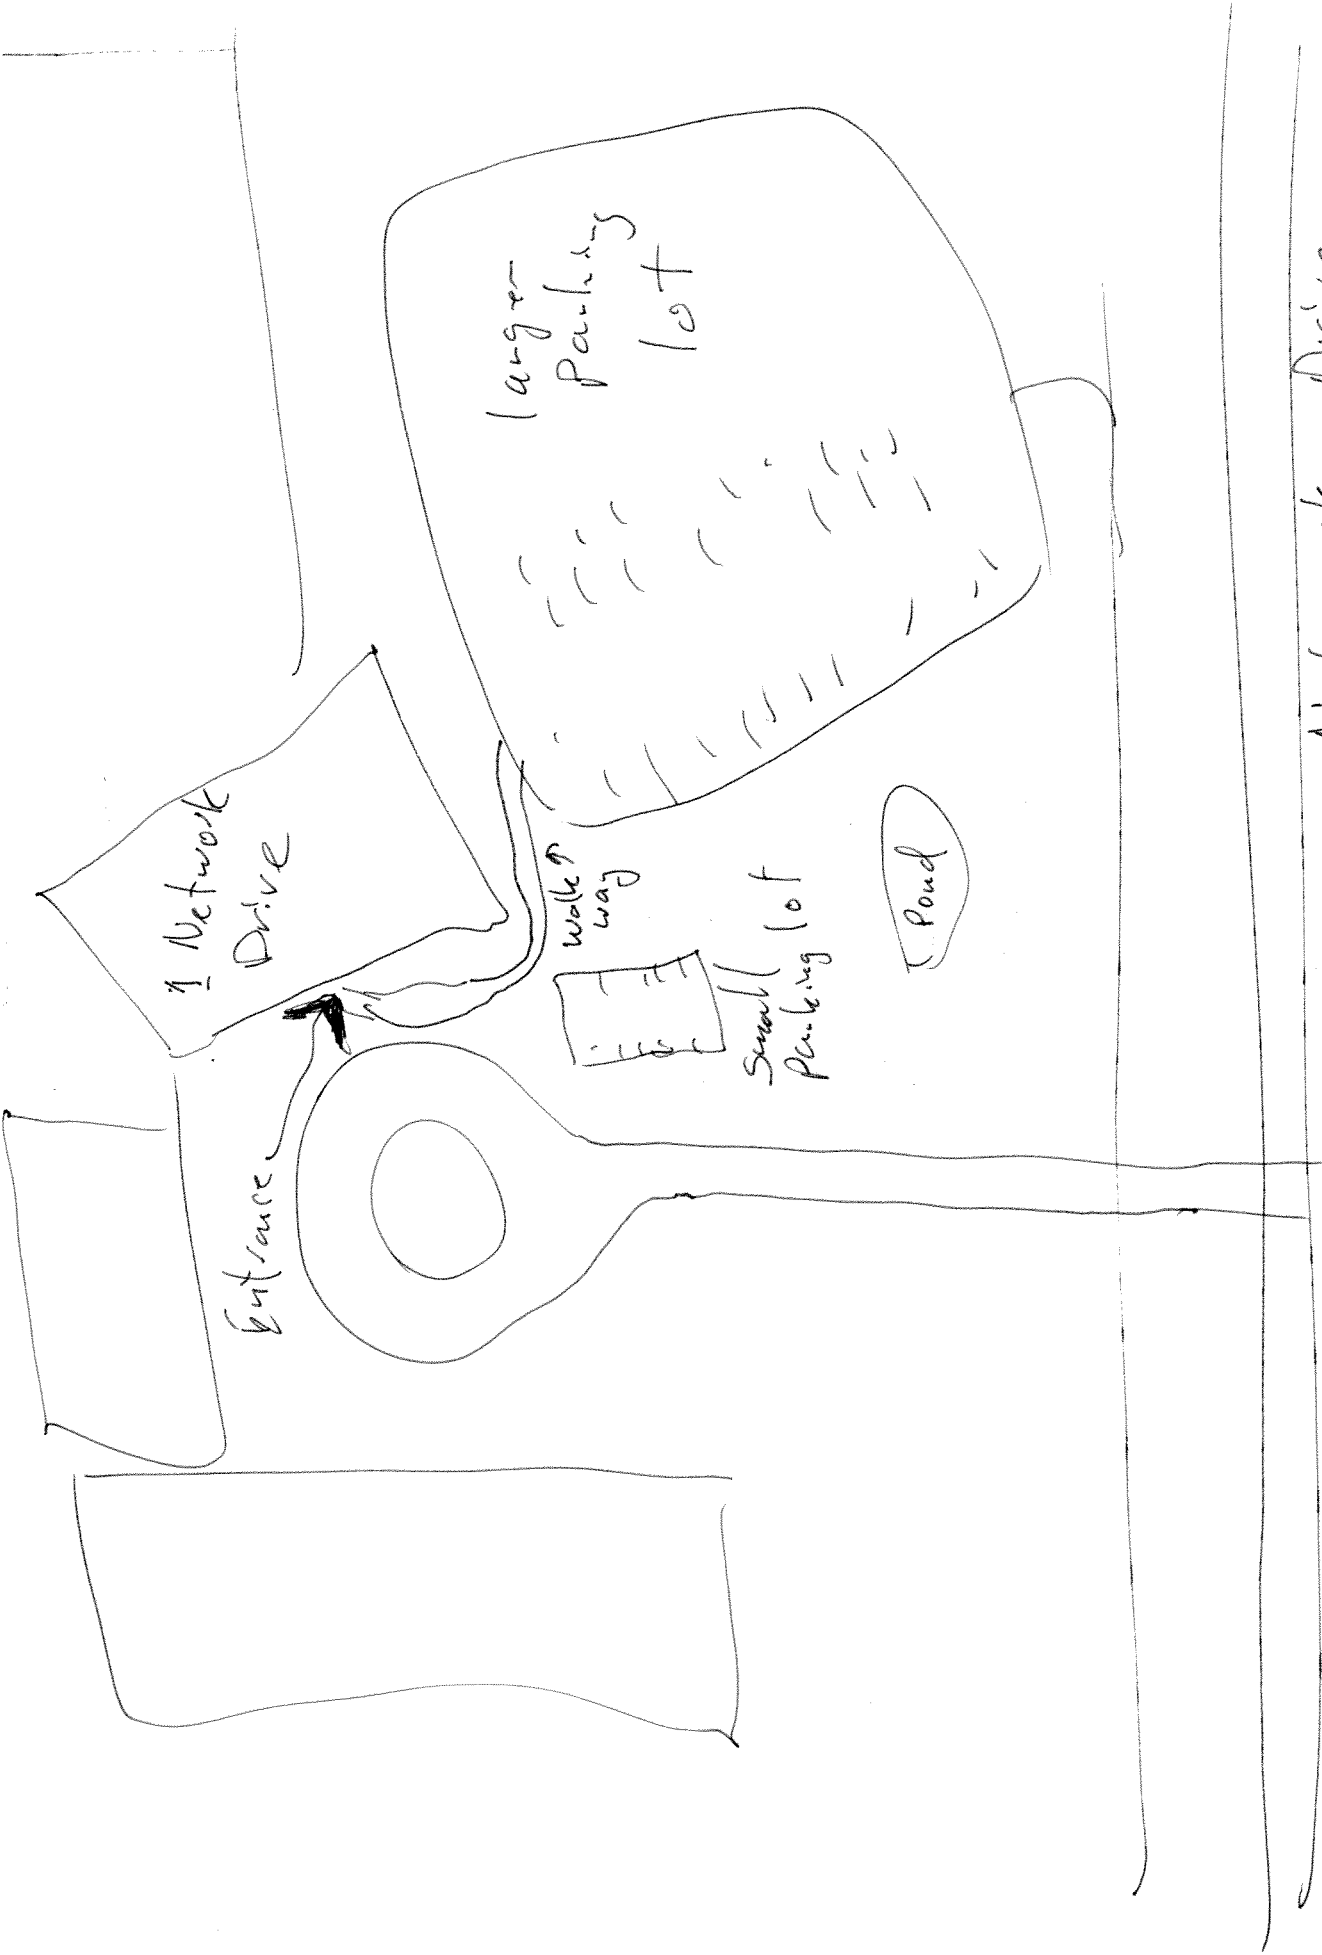 1 Network
Drive
Entrance
larger
Parking
lot
Walk
way
Small
Parking lot
Pond